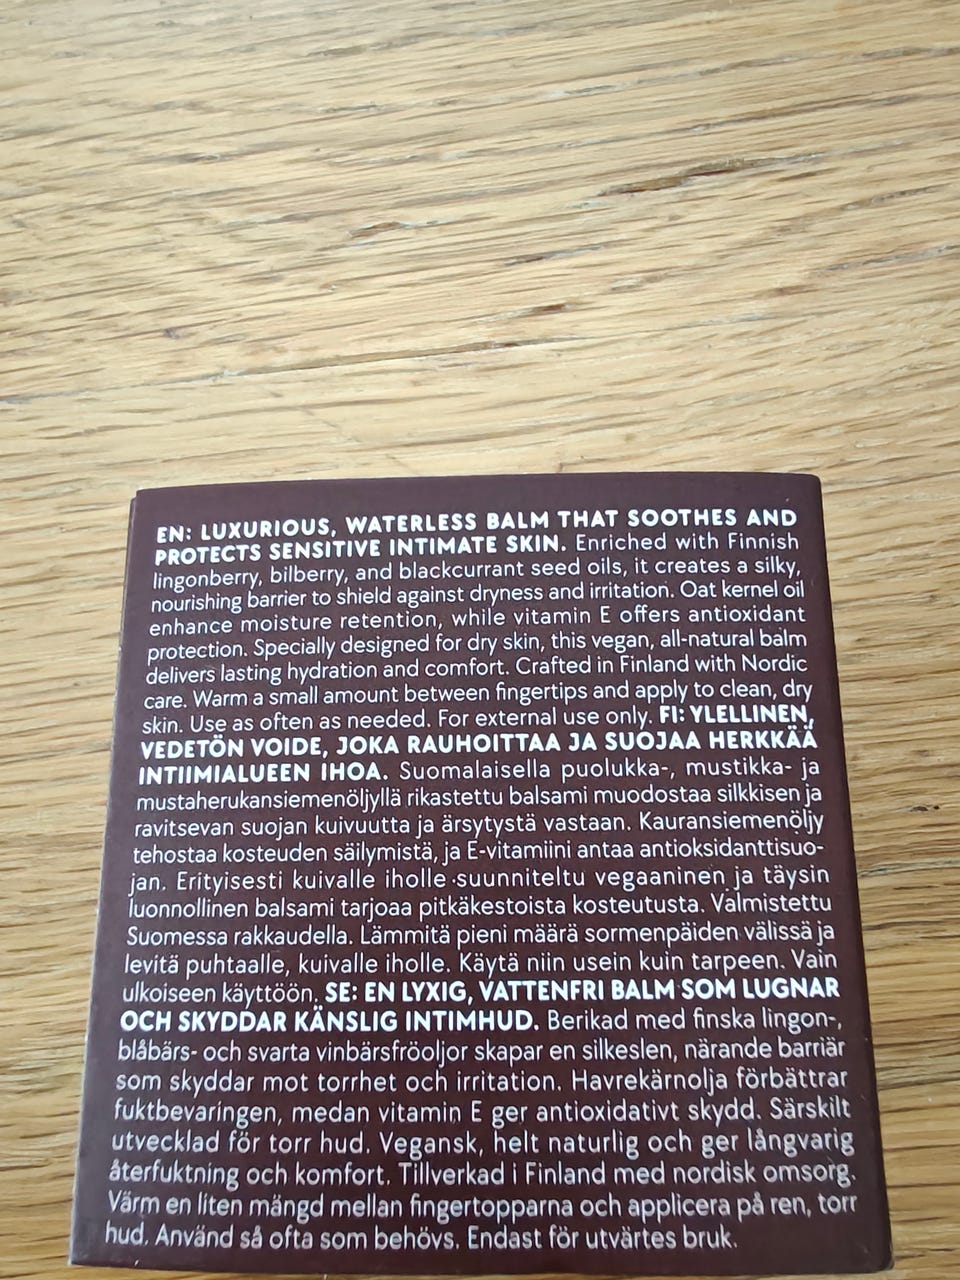 EN: LUXURIOUS, WATERLESS BALM THAT SOOTHES AND
PROTECTS SENSITIVE INTIMATE SKIN. Enriched with Finnish
lingonberry, bilberry, and blackcurrant seed oils, it creates a silky,
nourishing barrier to shield against dryness and irritation. Oat kernel oil
enhance moisture retention, while vitamin E offers antioxidant
protection. Specially designed for dry skin, this vegan, all-natural balm
delivers lasting hydration and comfort. Crafted in Finland with Nordic
care. Warm a small amount between fingertips and apply to clean, dry
skin. Use as often as needed. For external use only. FI: YLELLINEN,
VEDETÖN VOIDE, JOKA RAUHOITTAA JA SUOJAA HERKKÄÄ
INTIIMIALUEEN IHOA. Suomalaisella puolukka-, mustikka- ja
mustaherukansiemenöljyllä rikastettu balsami muodostaa silkkisen ja
ravitsevan suojan kuivuutta ja ärsytystä vastaan. Kauransiemenöljy
tehostaa kosteuden säilymistä, ja E-vitamiini antaa antioksidanttisuo-
jan. Erityisesti kuivalle iholle suunniteltu vegaaninen ja täysin
luonnollinen balsami tarjoaa pitkäkestoista kosteutusta. Valmistettu
Suomessa rakkaudella. Lämmitä pieni määrä sormenpäiden välissä ja
levitä puhtaalle, kuivalle iholle. Käytä niin usein kuin tarpeen. Vain
ulkoiseen käyttöön. SE: EN LYXIG, VATTENFRI BALM SOM LUGNAR
OCH SKYDDAR KÄNSLIG INTIMHUD. Berikad med finska lingon-,
blåbärs- och svarta vinbärsfröoljor skapar en silkeslen, närande barriär
som skyddar mot torrhet och irritation. Havrekärnolja förbättrar
fuktbevaringen, medan vitamin E ger antioxidativt skydd. Särskilt
utvecklad för torr hud. Vegansk, helt naturlig och ger långvarig
återfuktning och komfort. Tillverkad i Finland med nordisk omsorg.
Värm en liten mängd mellan fingertopparna och applicera på ren, torr
hud. Använd så ofta som behövs. Endast för utvärtes bruk.